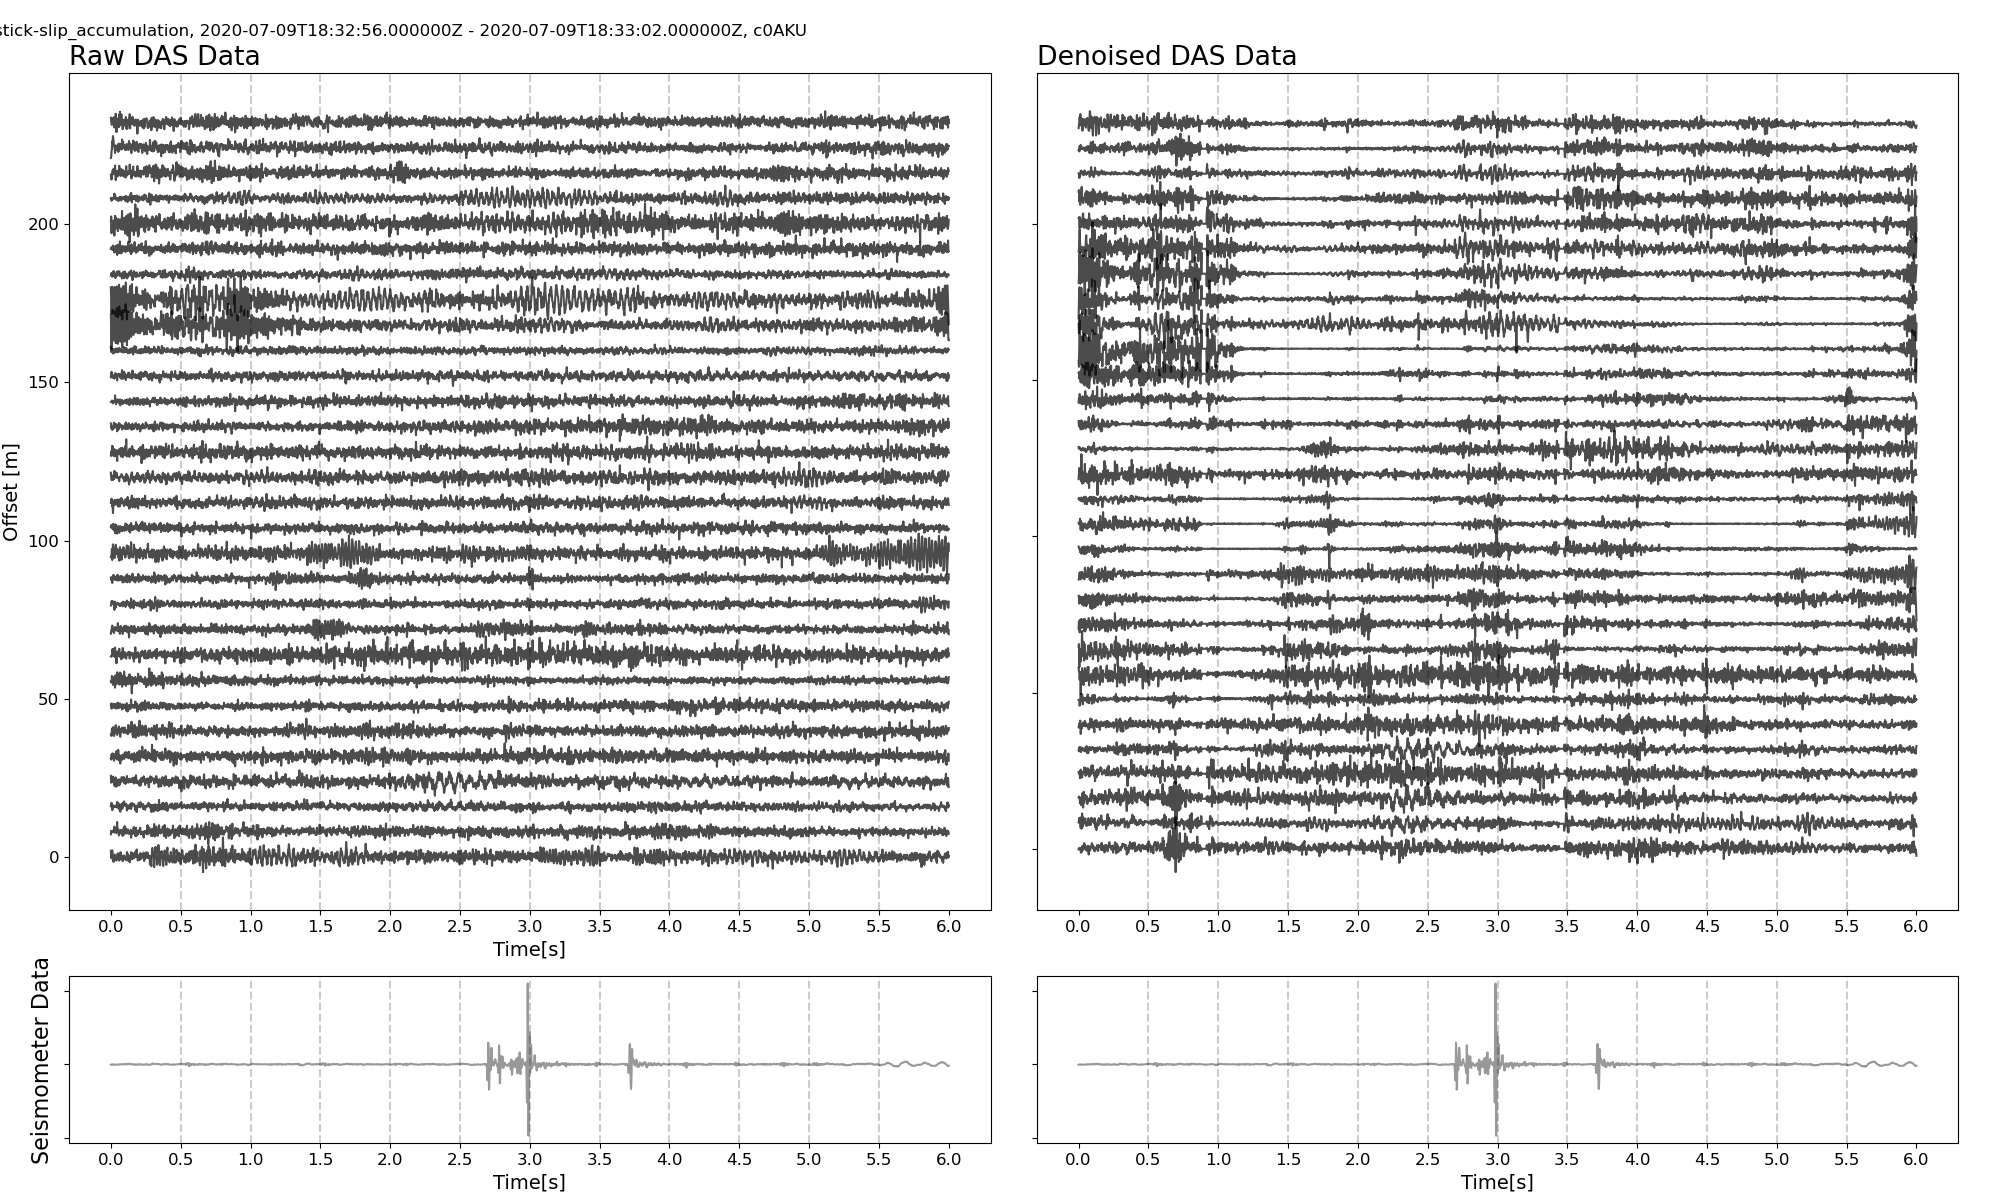 stick-slip_accumulation, 2020-07-09T18:32:56.000000Z - 2020-07-09T18:33:02.000000Z, c0AKU
Raw DAS Data
Denoised DAS Data
Offset [m]
200
150
100
50
0
0.0 0.5 1.0 1.5 2.0 2.5 3.0 3.5 4.0 4.5 5.0 5.5 6.0
Time[s]
0.0 0.5 1.0 1.5 2.0 2.5 3.0 3.5 4.0 4.5 5.0 5.5 6.0
Seismometer Data
0.0 0.5 1.0 1.5 2.0 2.5 3.0 3.5 4.0 4.5 5.0 5.5 6.0
Time[s]
0.0 0.5 1.0 1.5 2.0 2.5 3.0 3.5 4.0 4.5 5.0 5.5 6.0
Time[s]